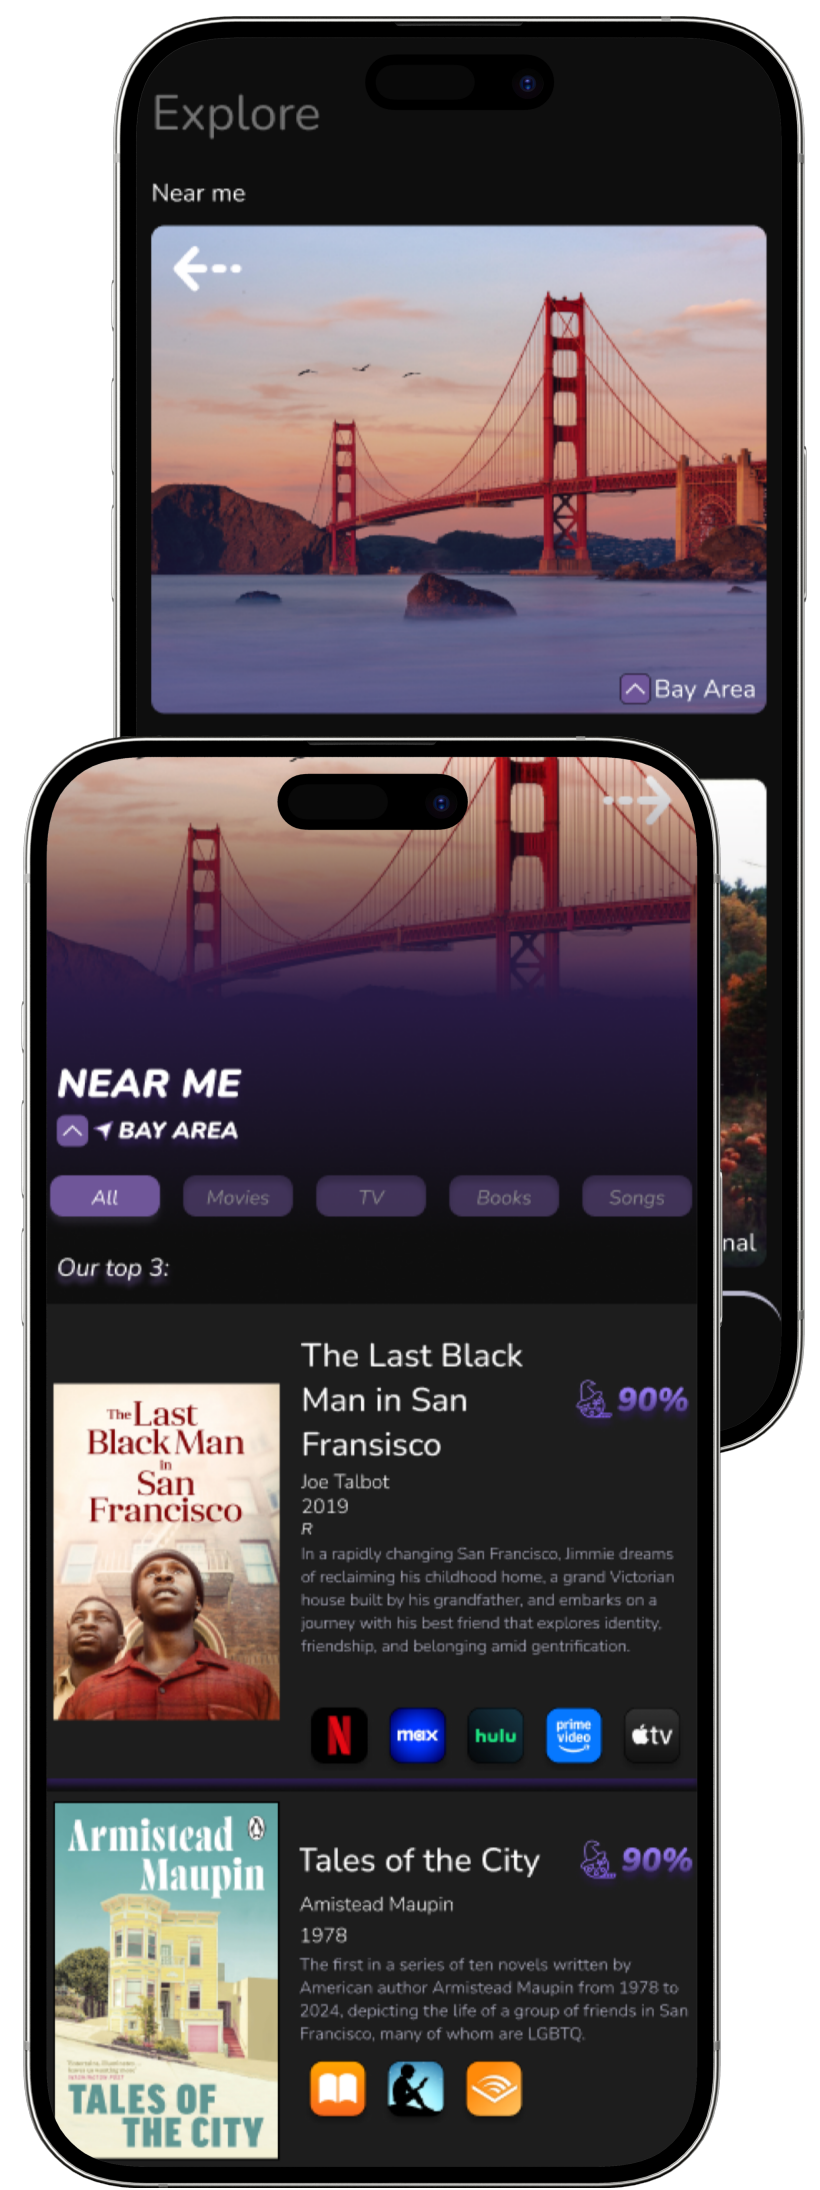 Explore
Near me
Bay Area
nal
NEAR ME
BAY AREA
All
Movies
TV
Books
Songs
Our top 3:
The Last
Black Man
in
San
Francisco
The Last Black
Man in San
Fransisco
90%
Joe Talbot
2019
R
In a rapidly changing San Francisco, Jimmie dreams
of reclaiming his childhood home, a grand Victorian
house built by his grandfather, and embarks on a
journey with his best friend that explores identity,
friendship, and belonging amid gentrification.
N
max
hulu
prime
video
tv
Armistead
Maupin
TALES OF
THE CITY
Tales of the City
90%
Amistead Maupin
1978
The first in a series of ten novels written by
American author Armistead Maupin from 1978 to
2024, depicting the life of a group of friends in San
Francisco, many of whom are LGBTQ.